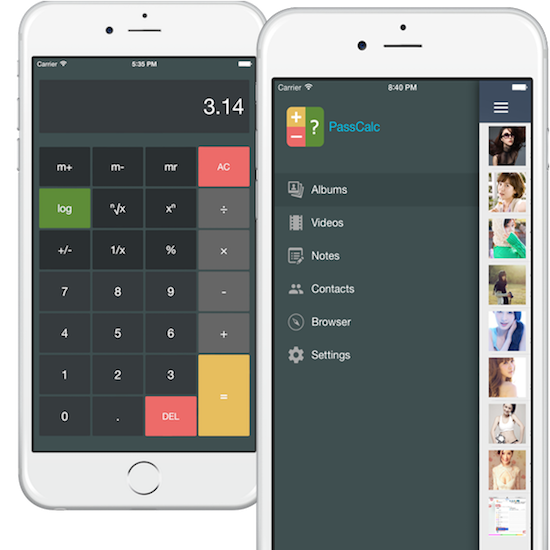 Carrier 5:35 PM
3.14
m+ m- mr AC
log ⁿ√x xⁿ ÷
+/- 1/x % ×
7 8 9 -
4 5 6 +
1 2 3 =
0 . DEL
Carrier 8:40 PM
+ - ?
PassCalc
Albums
Videos
Notes
Contacts
Browser
Settings